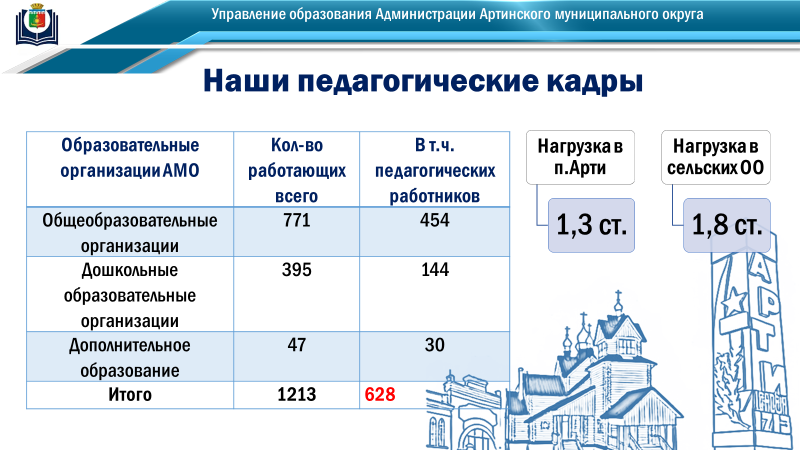 Управление образования Администрации Артинского муниципального округа
Наши педагогические кадры
Образовательные
организации АМО
Кол-во
работающих
всего
В т.ч.
педагогических
работников
Общеобразовательные
организации
771
454
Дошкольные
образовательные
организации
395
144
Дополнительное
образование
47
30
Итого
1213
628
Нагрузка в
п.Арти
1,3 ст.
Нагрузка в
сельских ОО
1,8 ст.
АРТИ